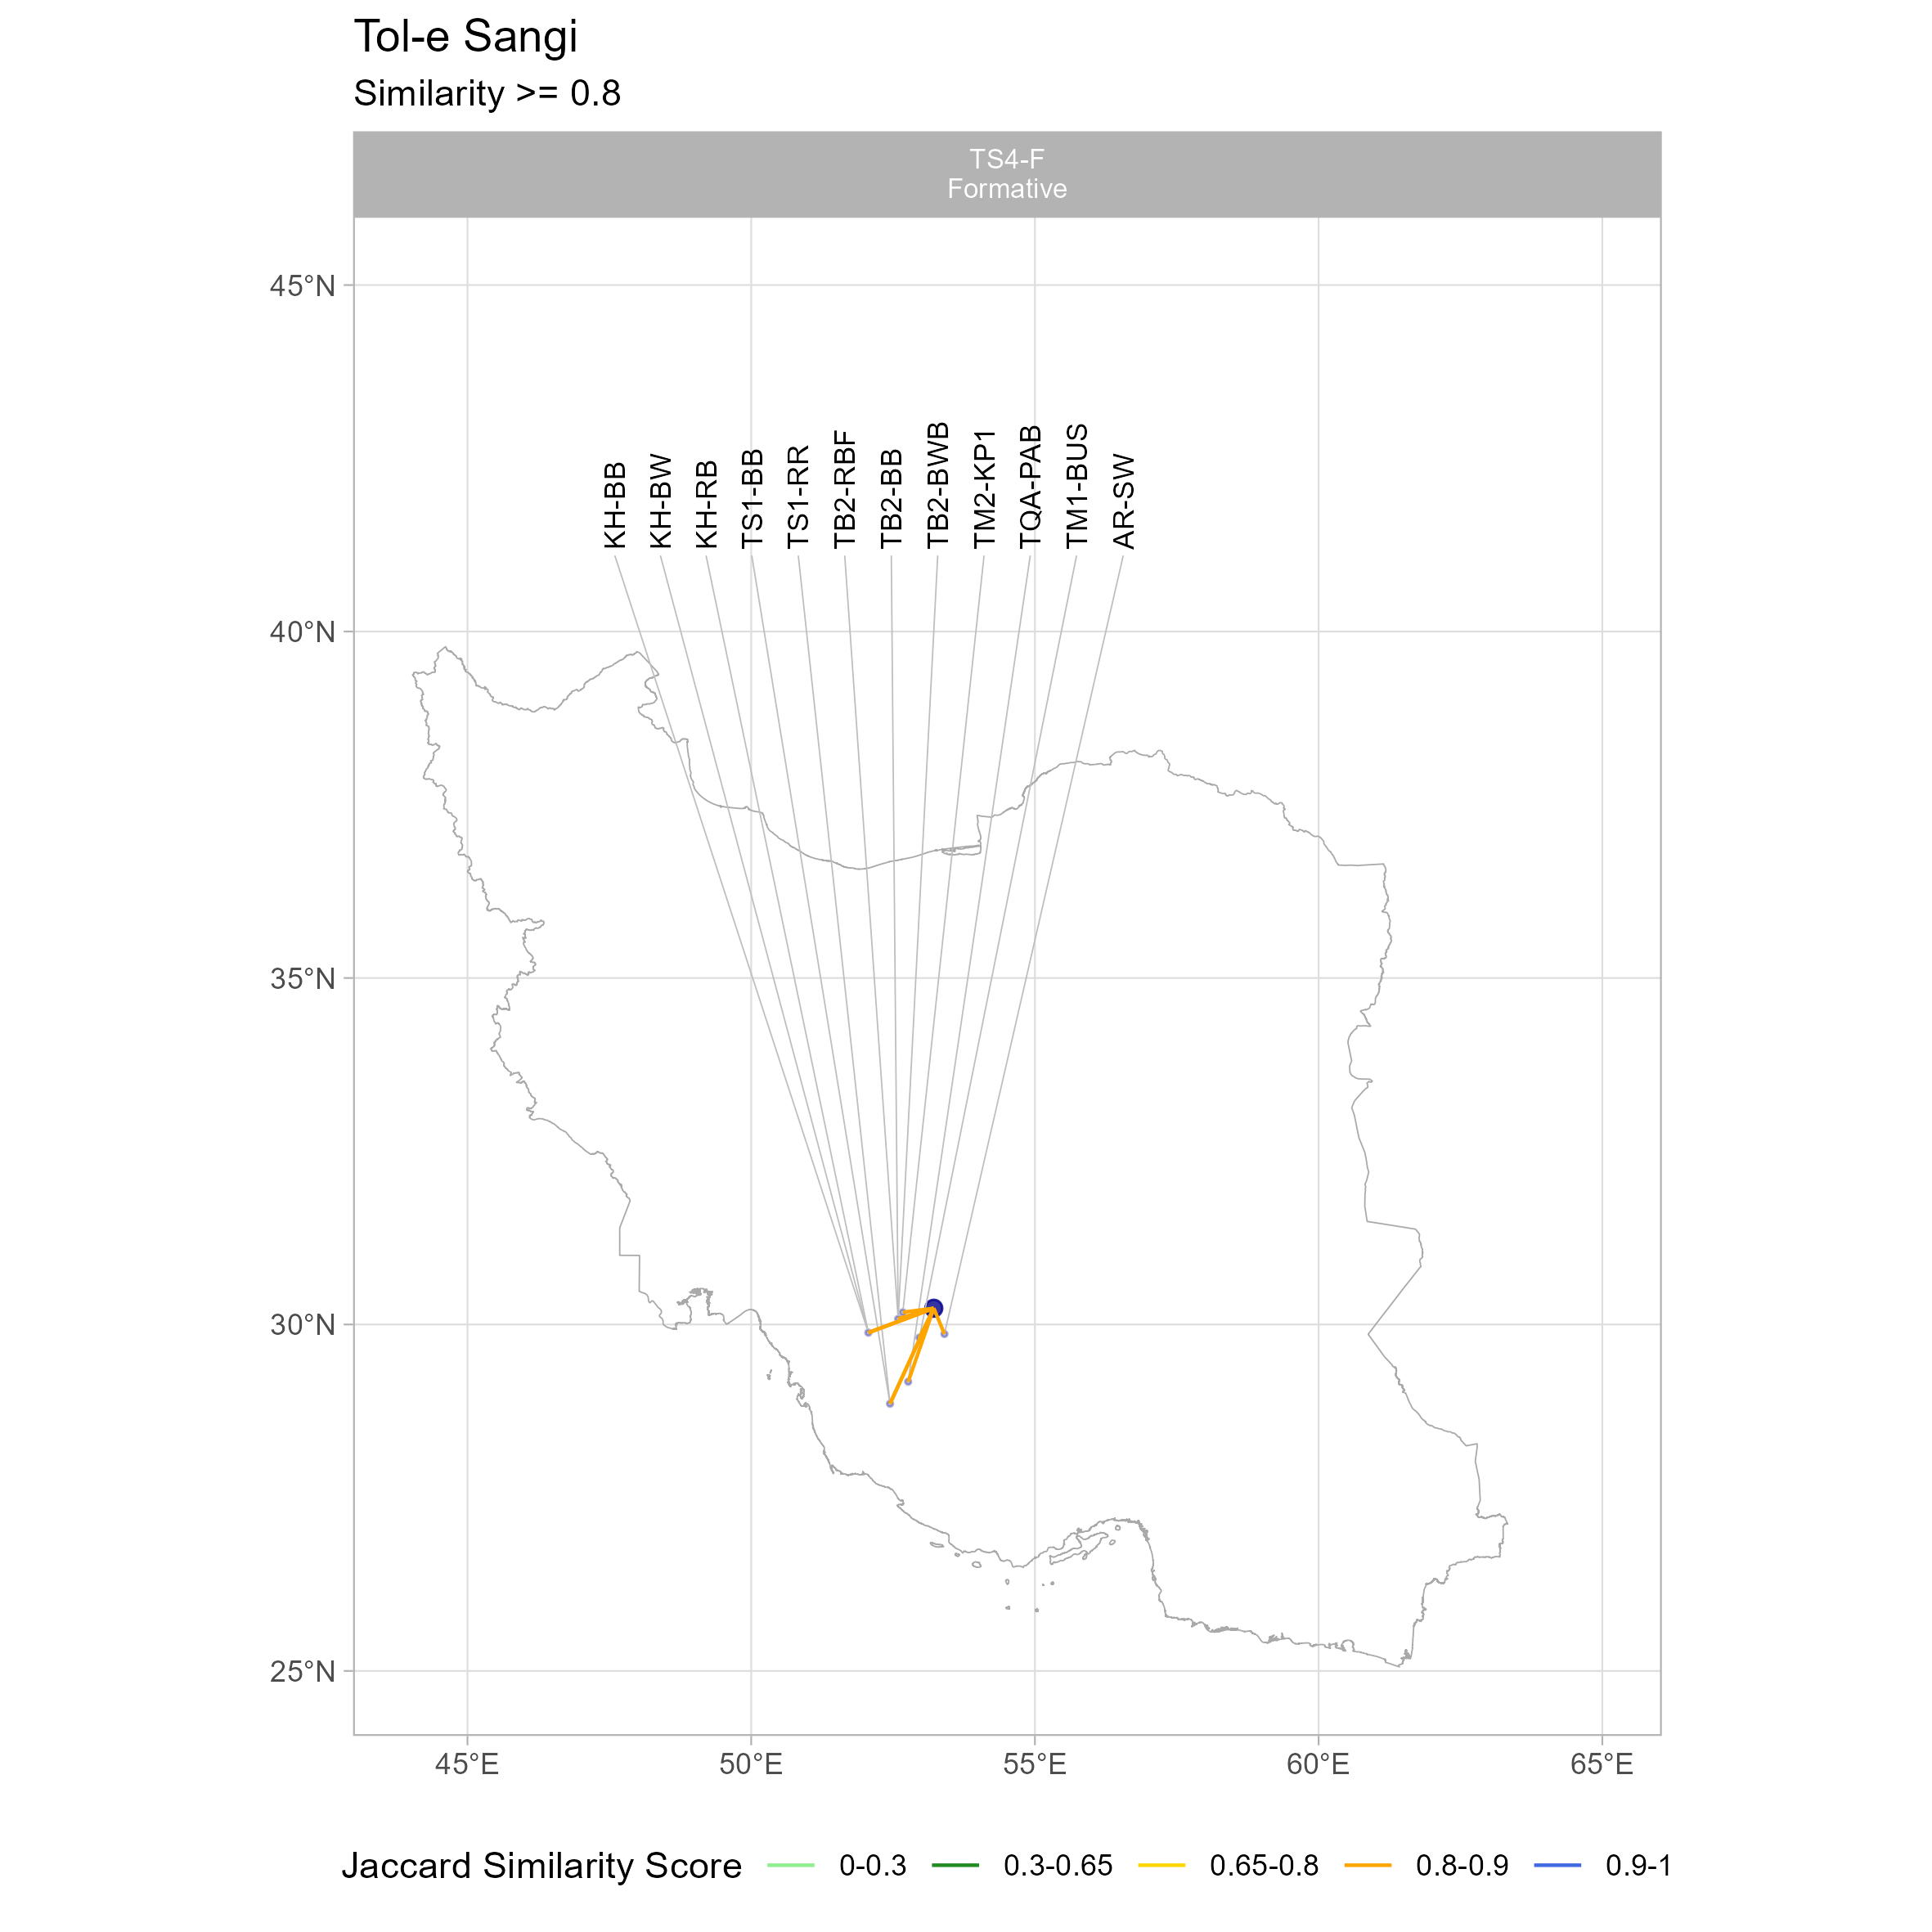 Tol-e Sangi
Similarity >= 0.8
TS4-F
Formative
45°N
40°N
35°N
30°N
25°N
KH-BB
KH-BW
KH-RB
TS1-BB
TS1-RR
TB2-RBF
TB2-BB
TB2-BWB
TM2-KP1
TQA-PAB
TM1-BUS
AR-SW
45°E
50°E
55°E
60°E
65°E
Jaccard Similarity Score 0-0.3 0.3-0.65 0.65-0.8 0.8-0.9 0.9-1